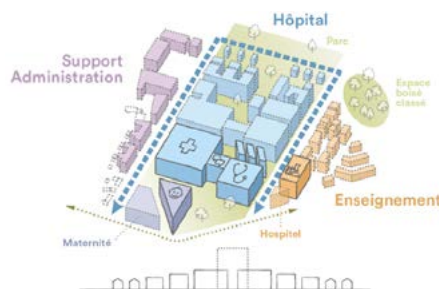 Hôpital
Parc
Support
Administration
Espace
boisé
classé
Enseignement
Maternité
Hospitel